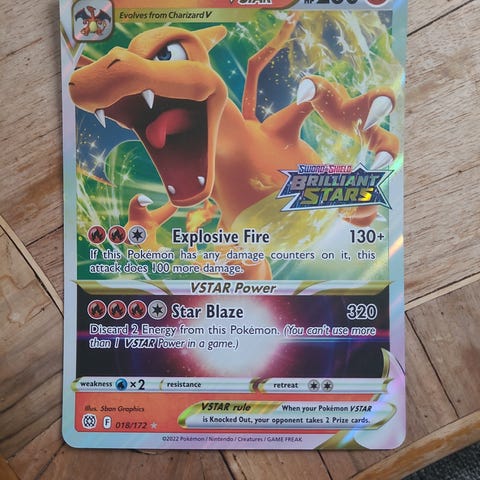 VSTAR
Evolves from Charizard V
SWORD & SHIELD
BRILLIANT
STARS
Explosive Fire 130+
If this Pokémon has any damage counters on it, this
attack does 100 more damage.
VSTAR Power
Star Blaze 320
Discard 2 Energy from this Pokémon. (You can't use more
than 1 VSTAR Power in a game.)
weakness ×2 resistance retreat
Illus. 5ban Graphics
VSTAR rule When your Pokémon VSTAR
is Knocked Out, your opponent takes 2 Prize cards.
F 018/172
©2022 Pokémon / Nintendo / Creatures / GAME FREAK